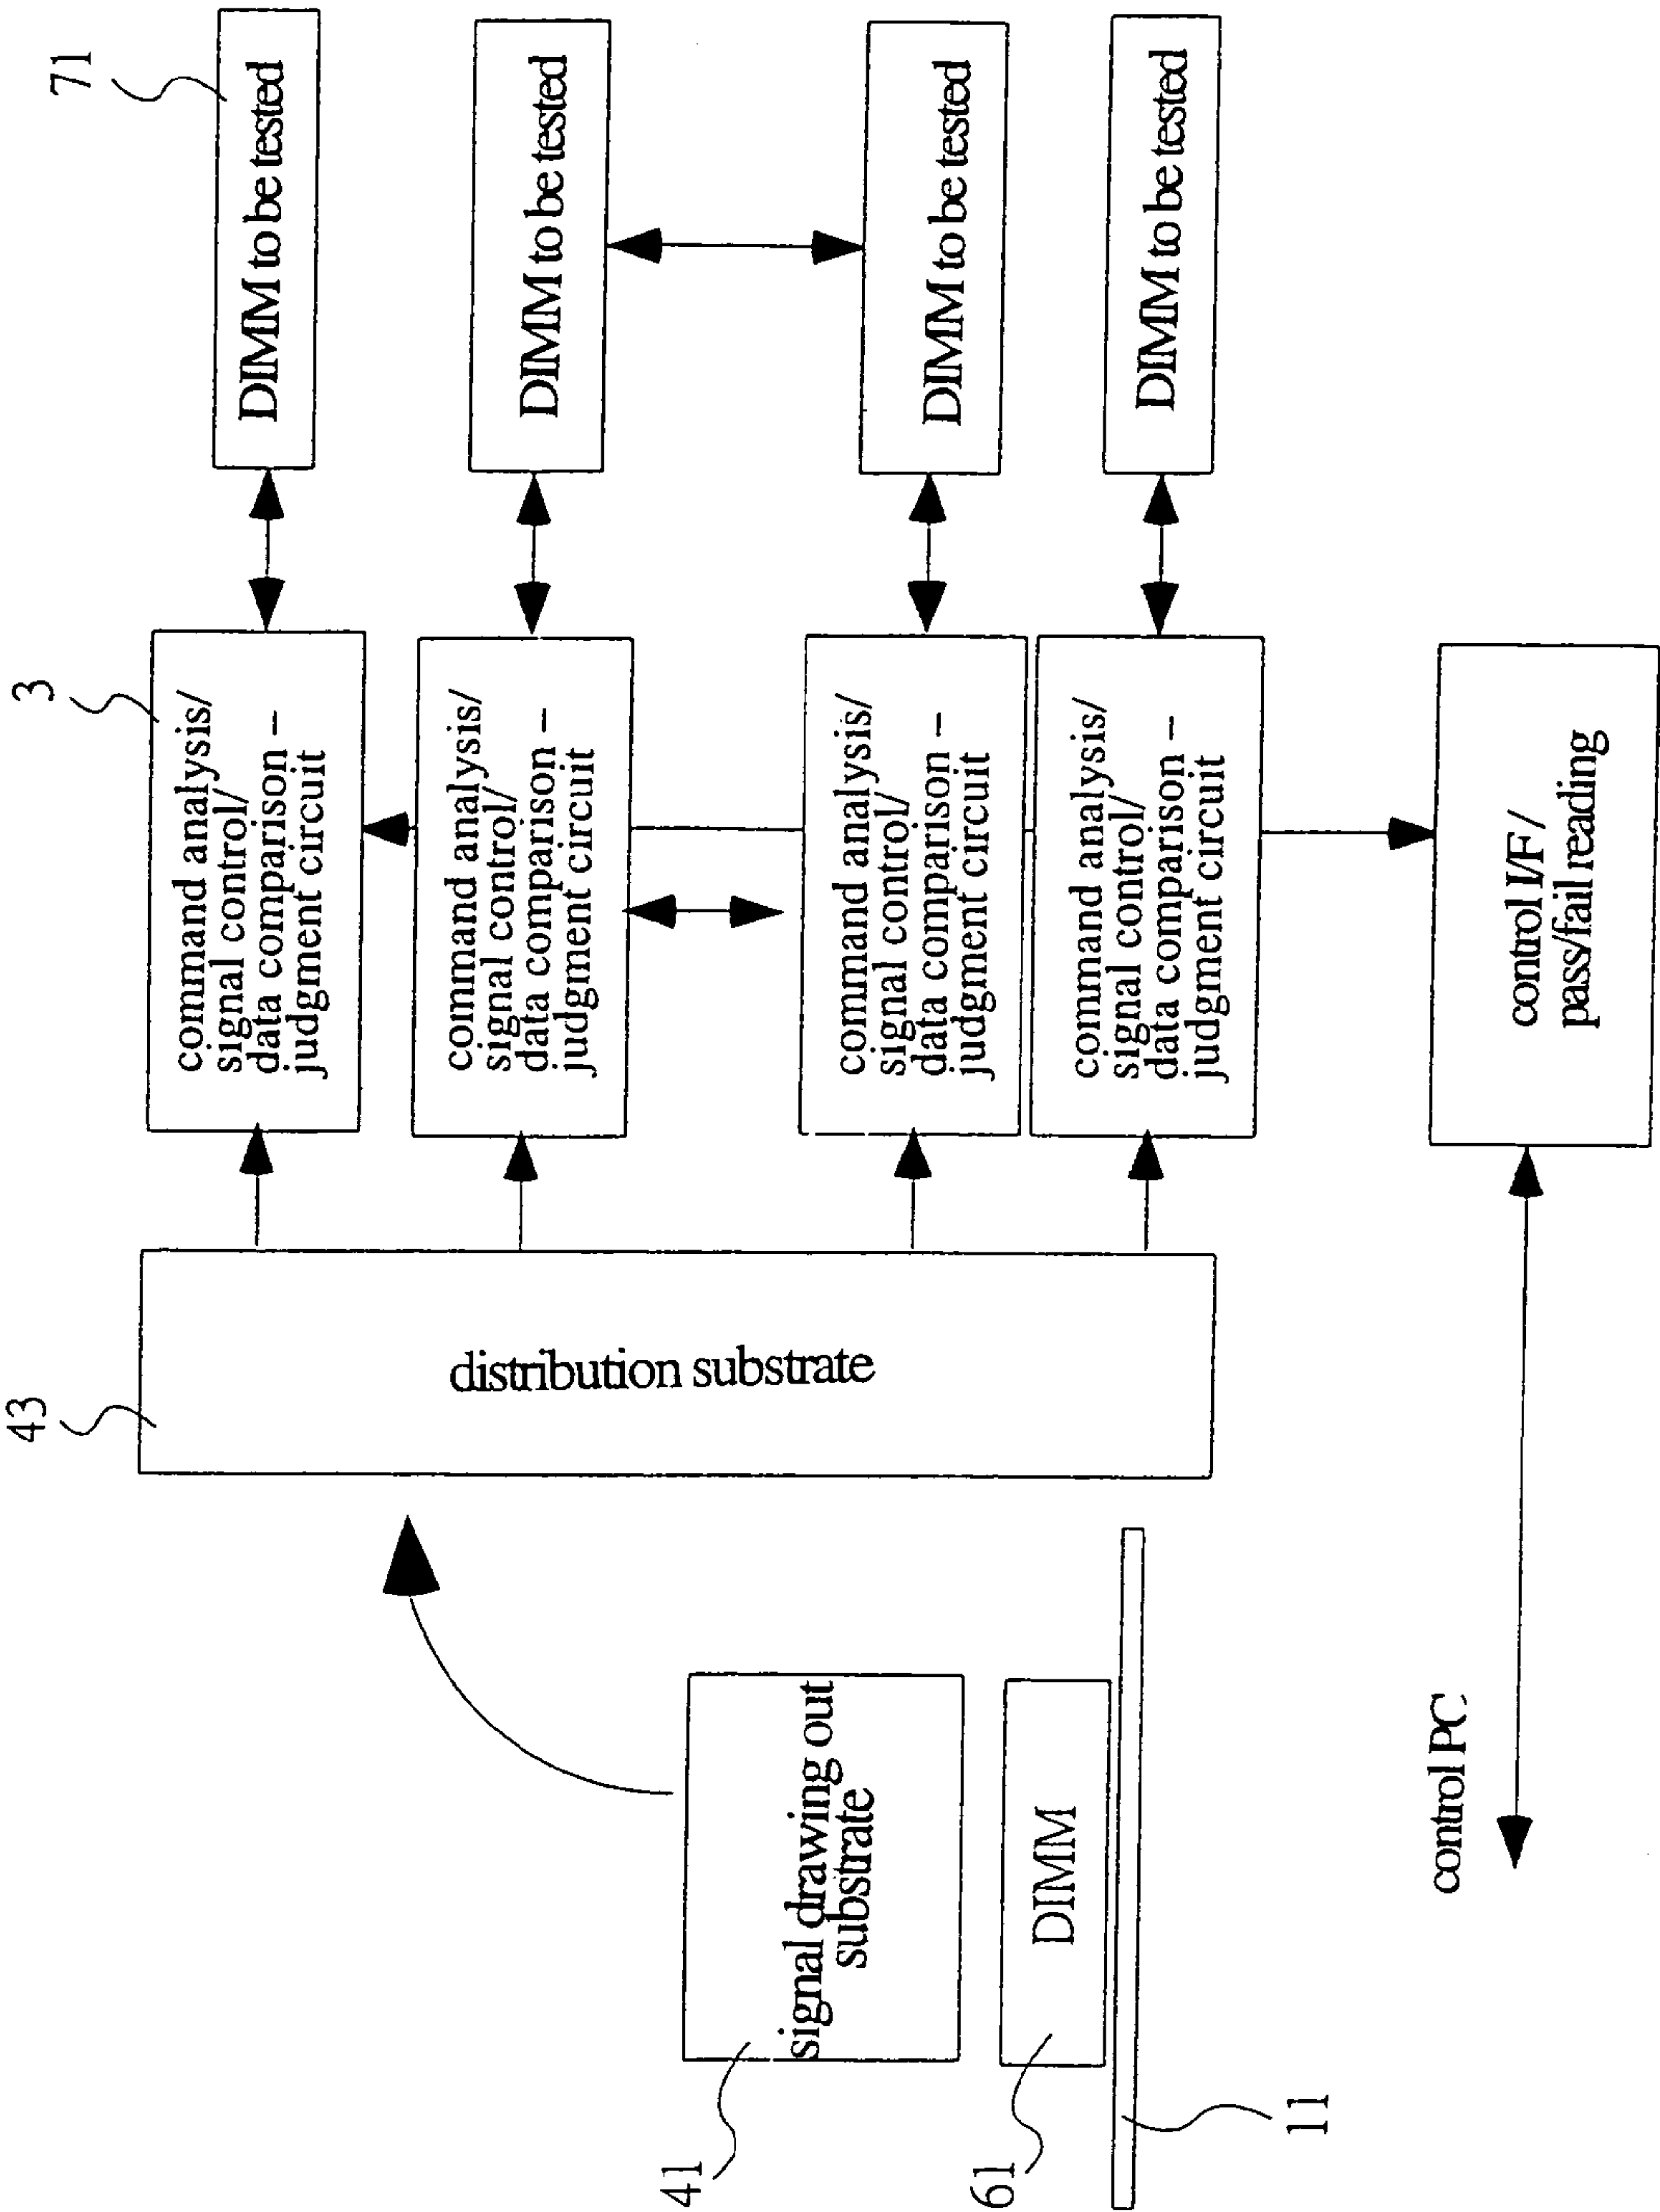 71
DIMM to be tested
DIMM to be tested
DIMM to be tested
DIMM to be tested
3
command analysis/
signal control/
data comparison –
judgment circuit
command analysis/
signal control/
data comparison –
judgment circuit
command analysis/
signal control/
data comparison –
judgment circuit
command analysis/
signal control/
data comparison –
judgment circuit
control I/F /
pass/fail reading
43
distribution substrate
41
signal drawing out
substrate
61
DIMM
11
control PC